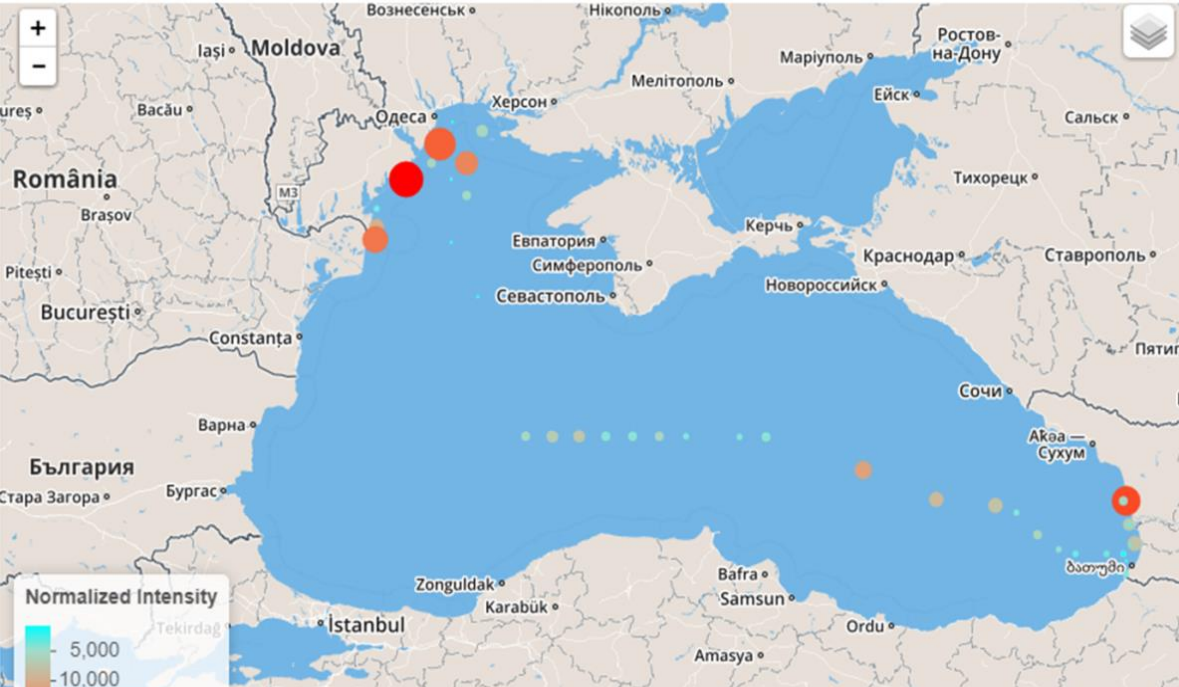 +
−
Вознесенськ
Нікополь
Ростов-
на-Дону
Iași
Moldova
Маріуполь
Мелітополь
Ейск
ureș
Bacău
Одеса
Херсон
Сальск
România
M3
Тихорецк
Brașov
Керчь
Евпатория
Краснодар
Ставрополь
Pitești
Симферополь
Новороссийск
București
Севастополь
Constanța
Пятиг
Сочи
Варна
Аҟәа —
Сухум
България
Стара Загора
Бургас
ბათუმი
Zonguldak
Bafra
Normalized Intensity
Karabük
Samsun
Tekirdağ
İstanbul
Ordu
5,000
Amasya
10,000